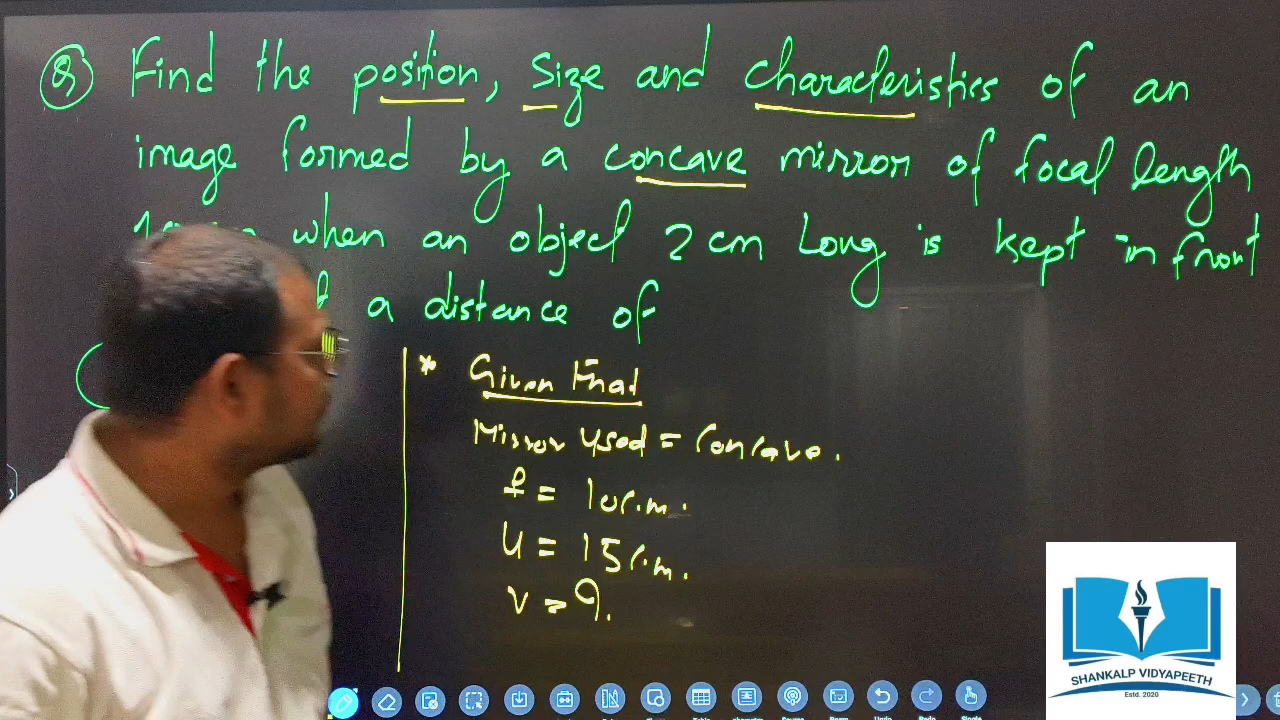 Q Find the position, size and characteristics of an
image formed by a concave mirror of focal length
when an object 2 cm long is kept in front
a distance of
* Given that
Mirror used = Concave.
f = 10 c.m.
u = 15 c.m.
v = ?
SHANKALP VIDYAPEETH
Estd. 2020